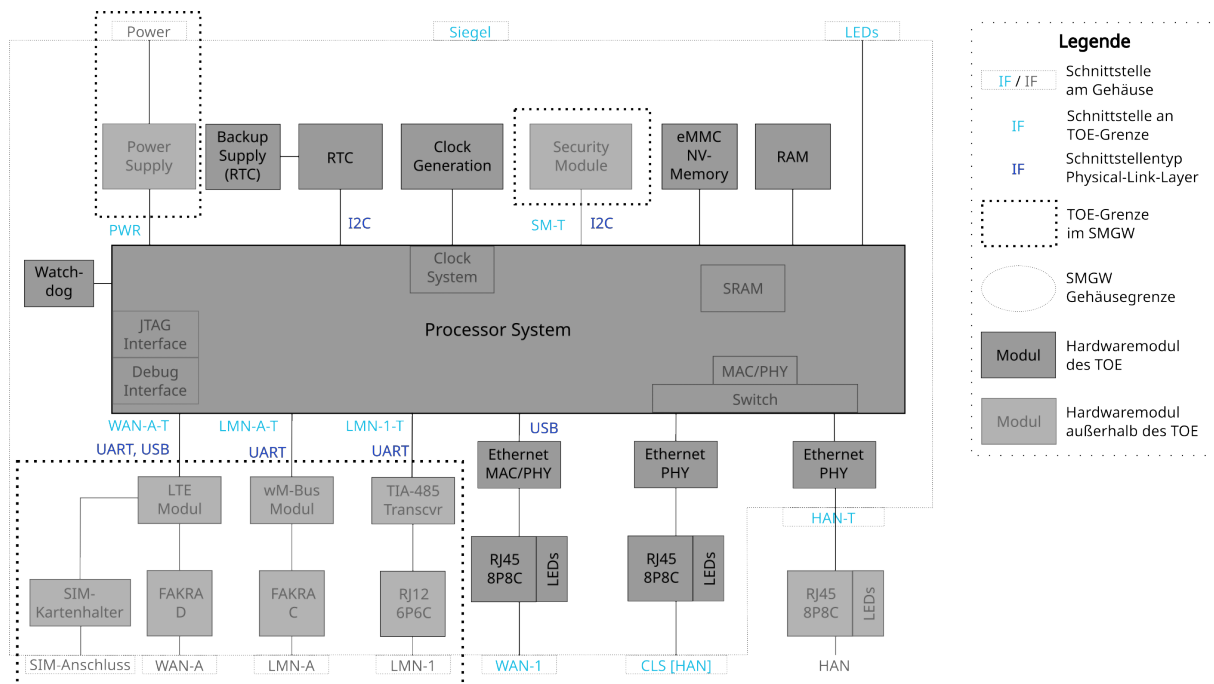 Power
Siegel
LEDs
Power
Supply
Backup
Supply
(RTC)
RTC
Clock
Generation
Security
Module
eMMC
NV-
Memory
RAM
PWR
I2C
SM-T
I2C
Watch-
dog
Clock
System
SRAM
Processor System
JTAG
Interface
Debug
Interface
MAC/PHY
Switch
WAN-A-T
UART, USB
LMN-A-T
UART
LMN-1-T
UART
USB
LTE
Modul
wM-Bus
Modul
TIA-485
Transcvr
Ethernet
MAC/PHY
Ethernet
PHY
Ethernet
PHY
HAN-T
SIM-
Kartenhalter
FAKRA
D
FAKRA
C
RJ12
6P6C
RJ45
8P8C
LEDs
RJ45
8P8C
LEDs
RJ45
8P8C
LEDs
SIM-Anschluss
WAN-A
LMN-A
LMN-1
WAN-1
CLS [HAN]
HAN
Legende
IF / IF
Schnittstelle
am Gehäuse
IF
Schnittstelle an
TOE-Grenze
IF
Schnittstellentyp
Physical-Link-Layer
TOE-Grenze
im SMGW
SMGW
Gehäusegrenze
Modul
Hardwaremodul
des TOE
Modul
Hardwaremodul
außerhalb des TOE